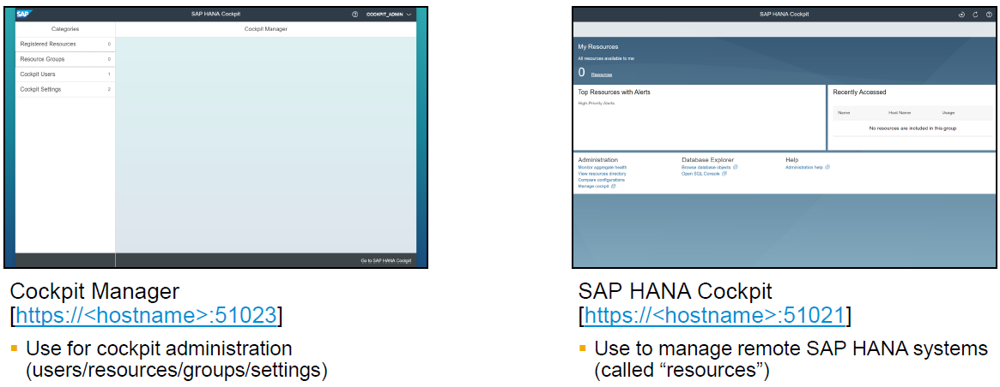 SAP
SAP HANA Cockpit
COCKPIT_ADMIN
Categories
Cockpit Manager
Registered Resources 0
Resource Groups 0
Cockpit Users 1
Cockpit Settings 2
Go to SAP HANA Cockpit
Cockpit Manager
[https://<hostname>:51023]
Use for cockpit administration
(users/resources/groups/settings)
SAP HANA Cockpit
My Resources
All resources available to me
0 Resources
Top Resources with Alerts
High-Priority Alerts
Recently Accessed
Name Host Name Usage
No resources are included in this group
Administration
Monitor aggregate health
View resources directory
Compare configurations
Manage cockpit
Database Explorer
Browse database objects
Open SQL Console
Help
Administration help
SAP HANA Cockpit
[https://<hostname>:51021]
Use to manage remote SAP HANA systems
(called “resources”)